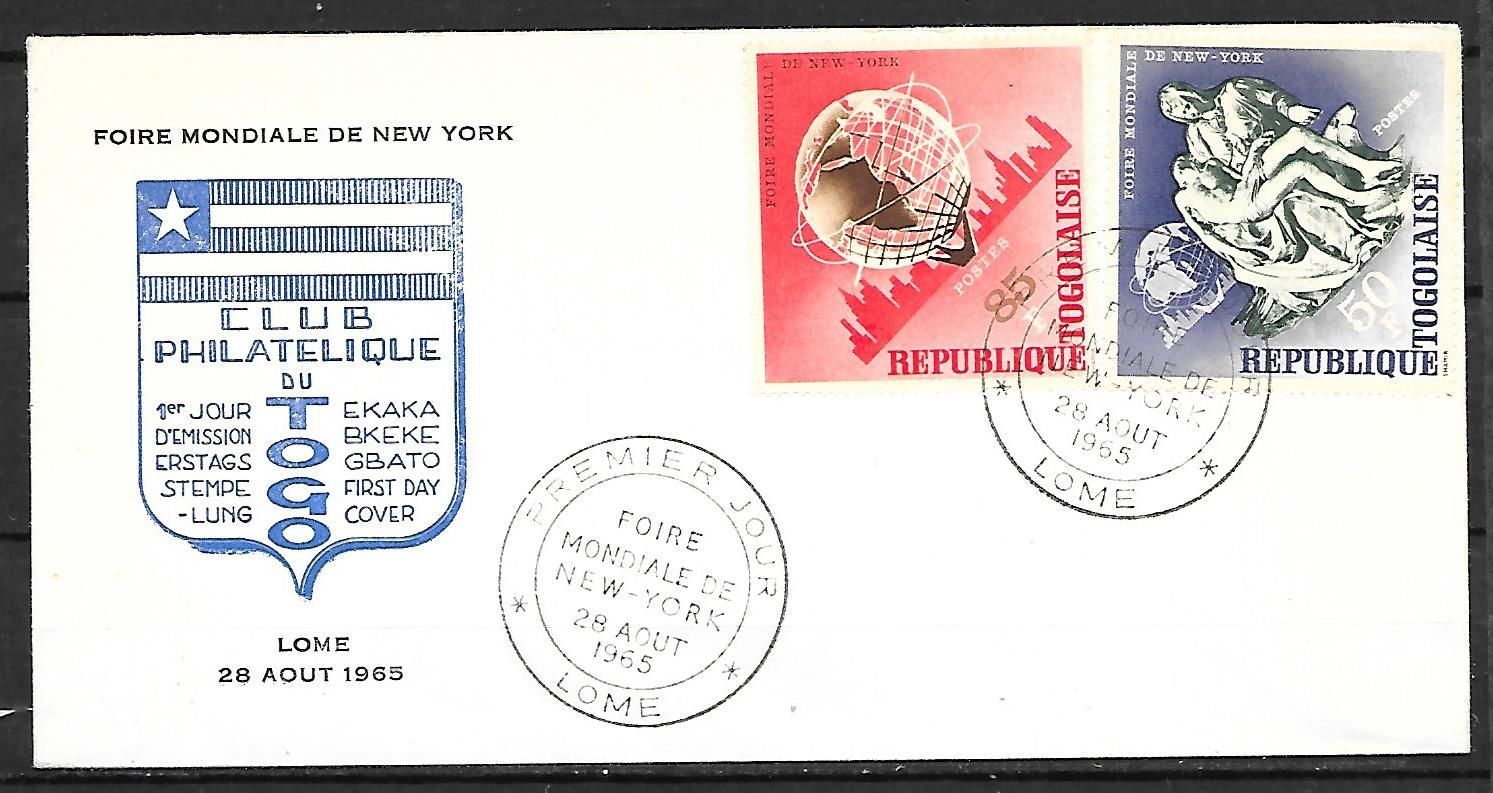 FOIRE MONDIALE DE NEW YORK
CLUB
PHILATELIQUE
DU
TOGO
1er JOUR
D'EMISSION
ERSTAGS
STEMPE
-LUNG
EKAKA
BKEKE
GBATO
FIRST DAY
COVER
LOME
28 AOUT 1965
PREMIER JOUR
FOIRE
MONDIALE DE
NEW-YORK
28 AOUT
1965
LOME
FOIRE MONDIALE
DE NEW-YORK
POSTES
85F
REPUBLIQUE
TOGOLAISE
FOIRE MONDIALE
DE NEW-YORK
POSTES
50F
REPUBLIQUE
TOGOLAISE
SHAMIR
FOIRE
MONDIALE DE
NEW-YORK
28 AOUT
1965
LOME